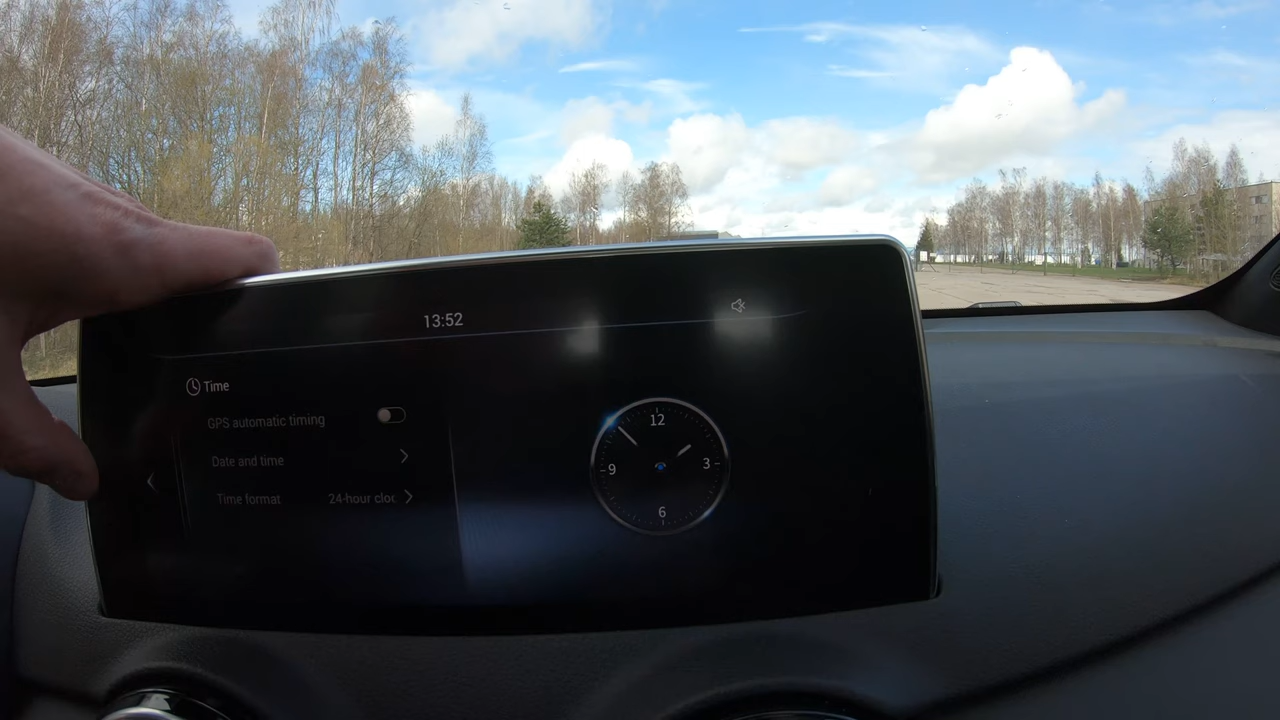 13:52
Time
GPS automatic timing
Date and time
Time format 24-hour cloc
12
9 3
6